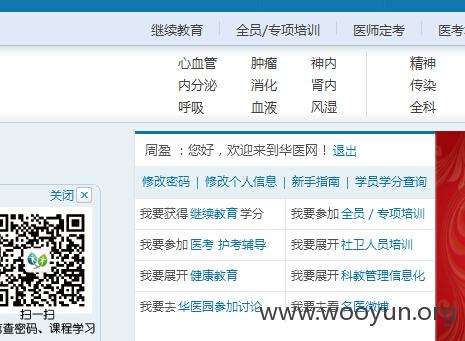 继续教育 全员/专项培训 医师定考 医考
心血管 肿瘤 神内 精神
内分泌 消化 肾内 传染
呼吸 血液 风湿 全科
周盈 ：您好，欢迎来到华医网！ 退出
修改密码 | 修改个人信息 | 新手指南 | 学员学分查询
关闭 ×
我要获得 继续教育 学分 我要参加 全员 / 专项培训
我要参加 医考 护考辅导 我要展开 社卫人员培训
我要展开 健康教育 我要展开 科教管理信息化
我要去 华医园参加讨论 我要去看 名医微博
www.wooyun.org
扫一扫
查密码、课程学习